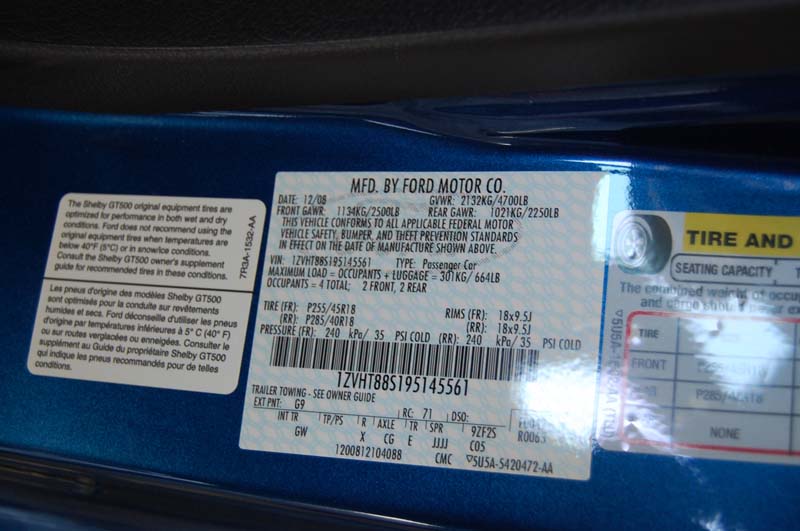 The Shelby GT500 original equipment tires are
optimized for performance in both wet and dry
conditions. Ford does not recommend using the
original equipment tires when temperatures are
below 40°F (5°C) or in snow/ice conditions.
Consult the Shelby GT500 owner's supplement
guide for recommended tires in these conditions.
Les pneus d'origine des modèles Shelby GT500
sont optimisés pour la conduite sur revêtements
humides et secs. Ford déconseille d'utiliser les pneus
d'origine par températures inférieures à 5° C (40° F)
ou sur routes verglacées ou enneigées. Consulter le
supplément au Guide du propriétaire Shelby GT500
qui indique les pneus recommandés pour de telles
conditions.
7R3A-1532-AA
MFD. BY FORD MOTOR CO.
DATE: 12/08 GVWR: 2132KG/4700LB
FRONT GAWR: 1134KG/2500LB REAR GAWR: 1021KG/2250LB
THIS VEHICLE CONFORMS TO ALL APPLICABLE FEDERAL MOTOR
VEHICLE SAFETY, BUMPER, AND THEFT PREVENTION STANDARDS
IN EFFECT ON THE DATE OF MANUFACTURE SHOWN ABOVE.
VIN: 1ZVHT88S195145561 TYPE: Passenger Car
MAXIMUM LOAD = OCCUPANTS + LUGGAGE = 301KG/ 664LB
OCCUPANTS = 4 TOTAL: 2 FRONT, 2 REAR
TIRE (FR): P255/45R18 RIMS (FR): 18x9.5J
(RR): P285/40R18 (RR): 18x9.5J
PRESSURE (FR): 240 kPa/ 35 PSI COLD (RR): 240 kPa/ 35 PSI COLD
1ZVHT88S195145561
TRAILER TOWING - SEE OWNER GUIDE
EXT PNT: G9 RC: 71 DSO:
INT TR TP/PS R AXLE TR SPR 9ZF2S R0063
GW X CG E JJJJ C05
1200812104088 CMC ▽5U5A-5420472-AA
TIRE AND
SEATING CAPACITY
The combined weight of
TIRE
FRONT
P285/40R18
NONE